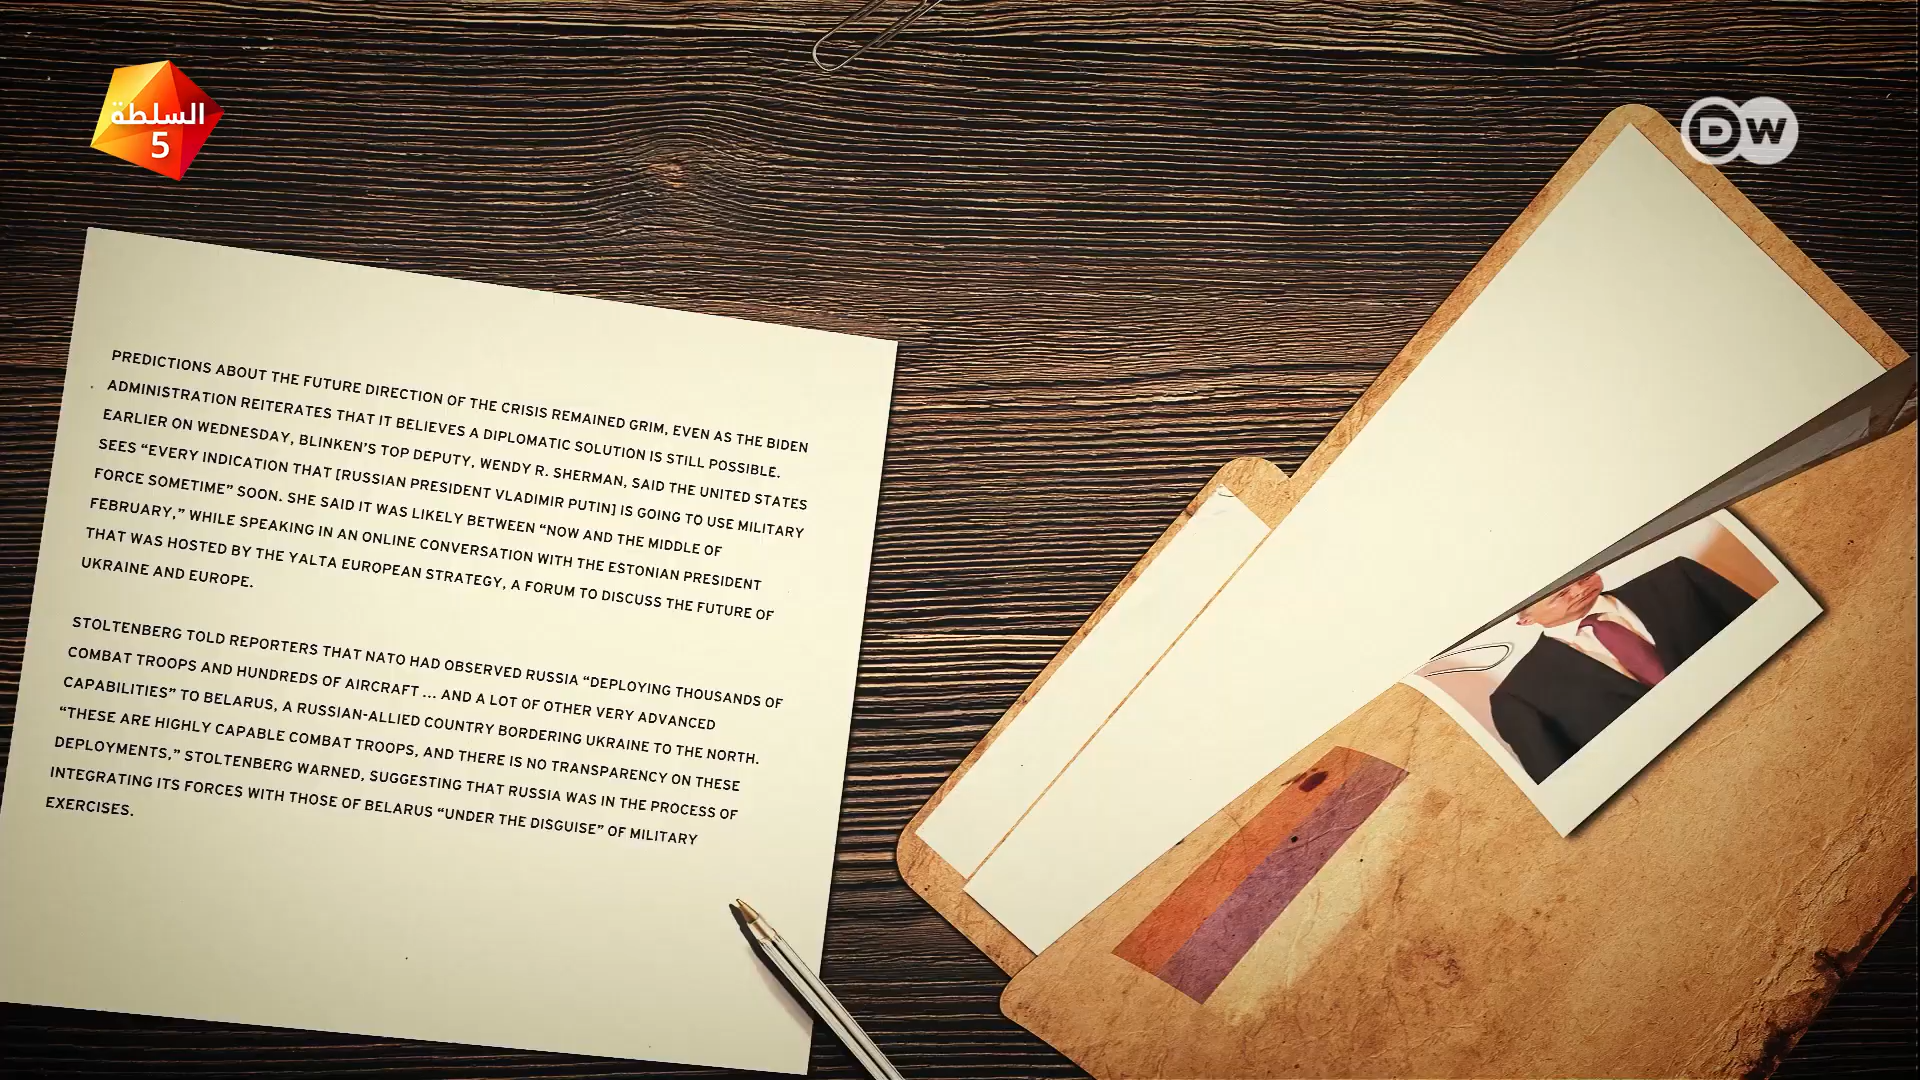 السلطة
5
DW
PREDICTIONS ABOUT THE FUTURE DIRECTION OF THE CRISIS REMAINED GRIM, EVEN AS THE BIDEN
ADMINISTRATION REITERATES THAT IT BELIEVES A DIPLOMATIC SOLUTION IS STILL POSSIBLE.
EARLIER ON WEDNESDAY, BLINKEN’S TOP DEPUTY, WENDY R. SHERMAN, SAID THE UNITED STATES
SEES “EVERY INDICATION THAT [RUSSIAN PRESIDENT VLADIMIR PUTIN] IS GOING TO USE MILITARY
FORCE SOMETIME” SOON. SHE SAID IT WAS LIKELY BETWEEN “NOW AND THE MIDDLE OF
FEBRUARY,” WHILE SPEAKING IN AN ONLINE CONVERSATION WITH THE ESTONIAN PRESIDENT
THAT WAS HOSTED BY THE YALTA EUROPEAN STRATEGY, A FORUM TO DISCUSS THE FUTURE OF
UKRAINE AND EUROPE.
STOLTENBERG TOLD REPORTERS THAT NATO HAD OBSERVED RUSSIA “DEPLOYING THOUSANDS OF
COMBAT TROOPS AND HUNDREDS OF AIRCRAFT ... AND A LOT OF OTHER VERY ADVANCED
CAPABILITIES” TO BELARUS, A RUSSIAN-ALLIED COUNTRY BORDERING UKRAINE TO THE NORTH.
“THESE ARE HIGHLY CAPABLE COMBAT TROOPS, AND THERE IS NO TRANSPARENCY ON THESE
DEPLOYMENTS,” STOLTENBERG WARNED, SUGGESTING THAT RUSSIA WAS IN THE PROCESS OF
INTEGRATING ITS FORCES WITH THOSE OF BELARUS “UNDER THE DISGUISE” OF MILITARY
EXERCISES.